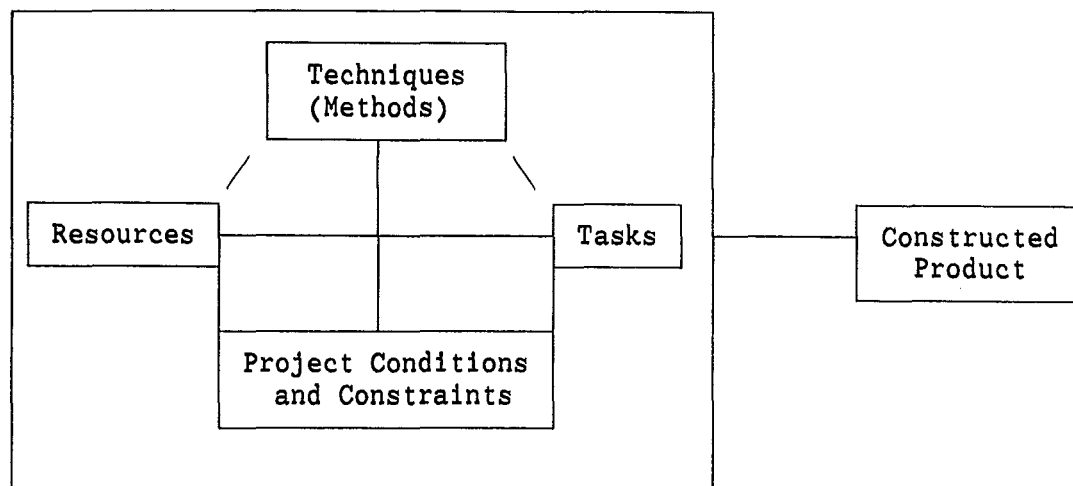 Techniques
(Methods)
Resources
Tasks
Constructed
Product
Project Conditions
and Constraints